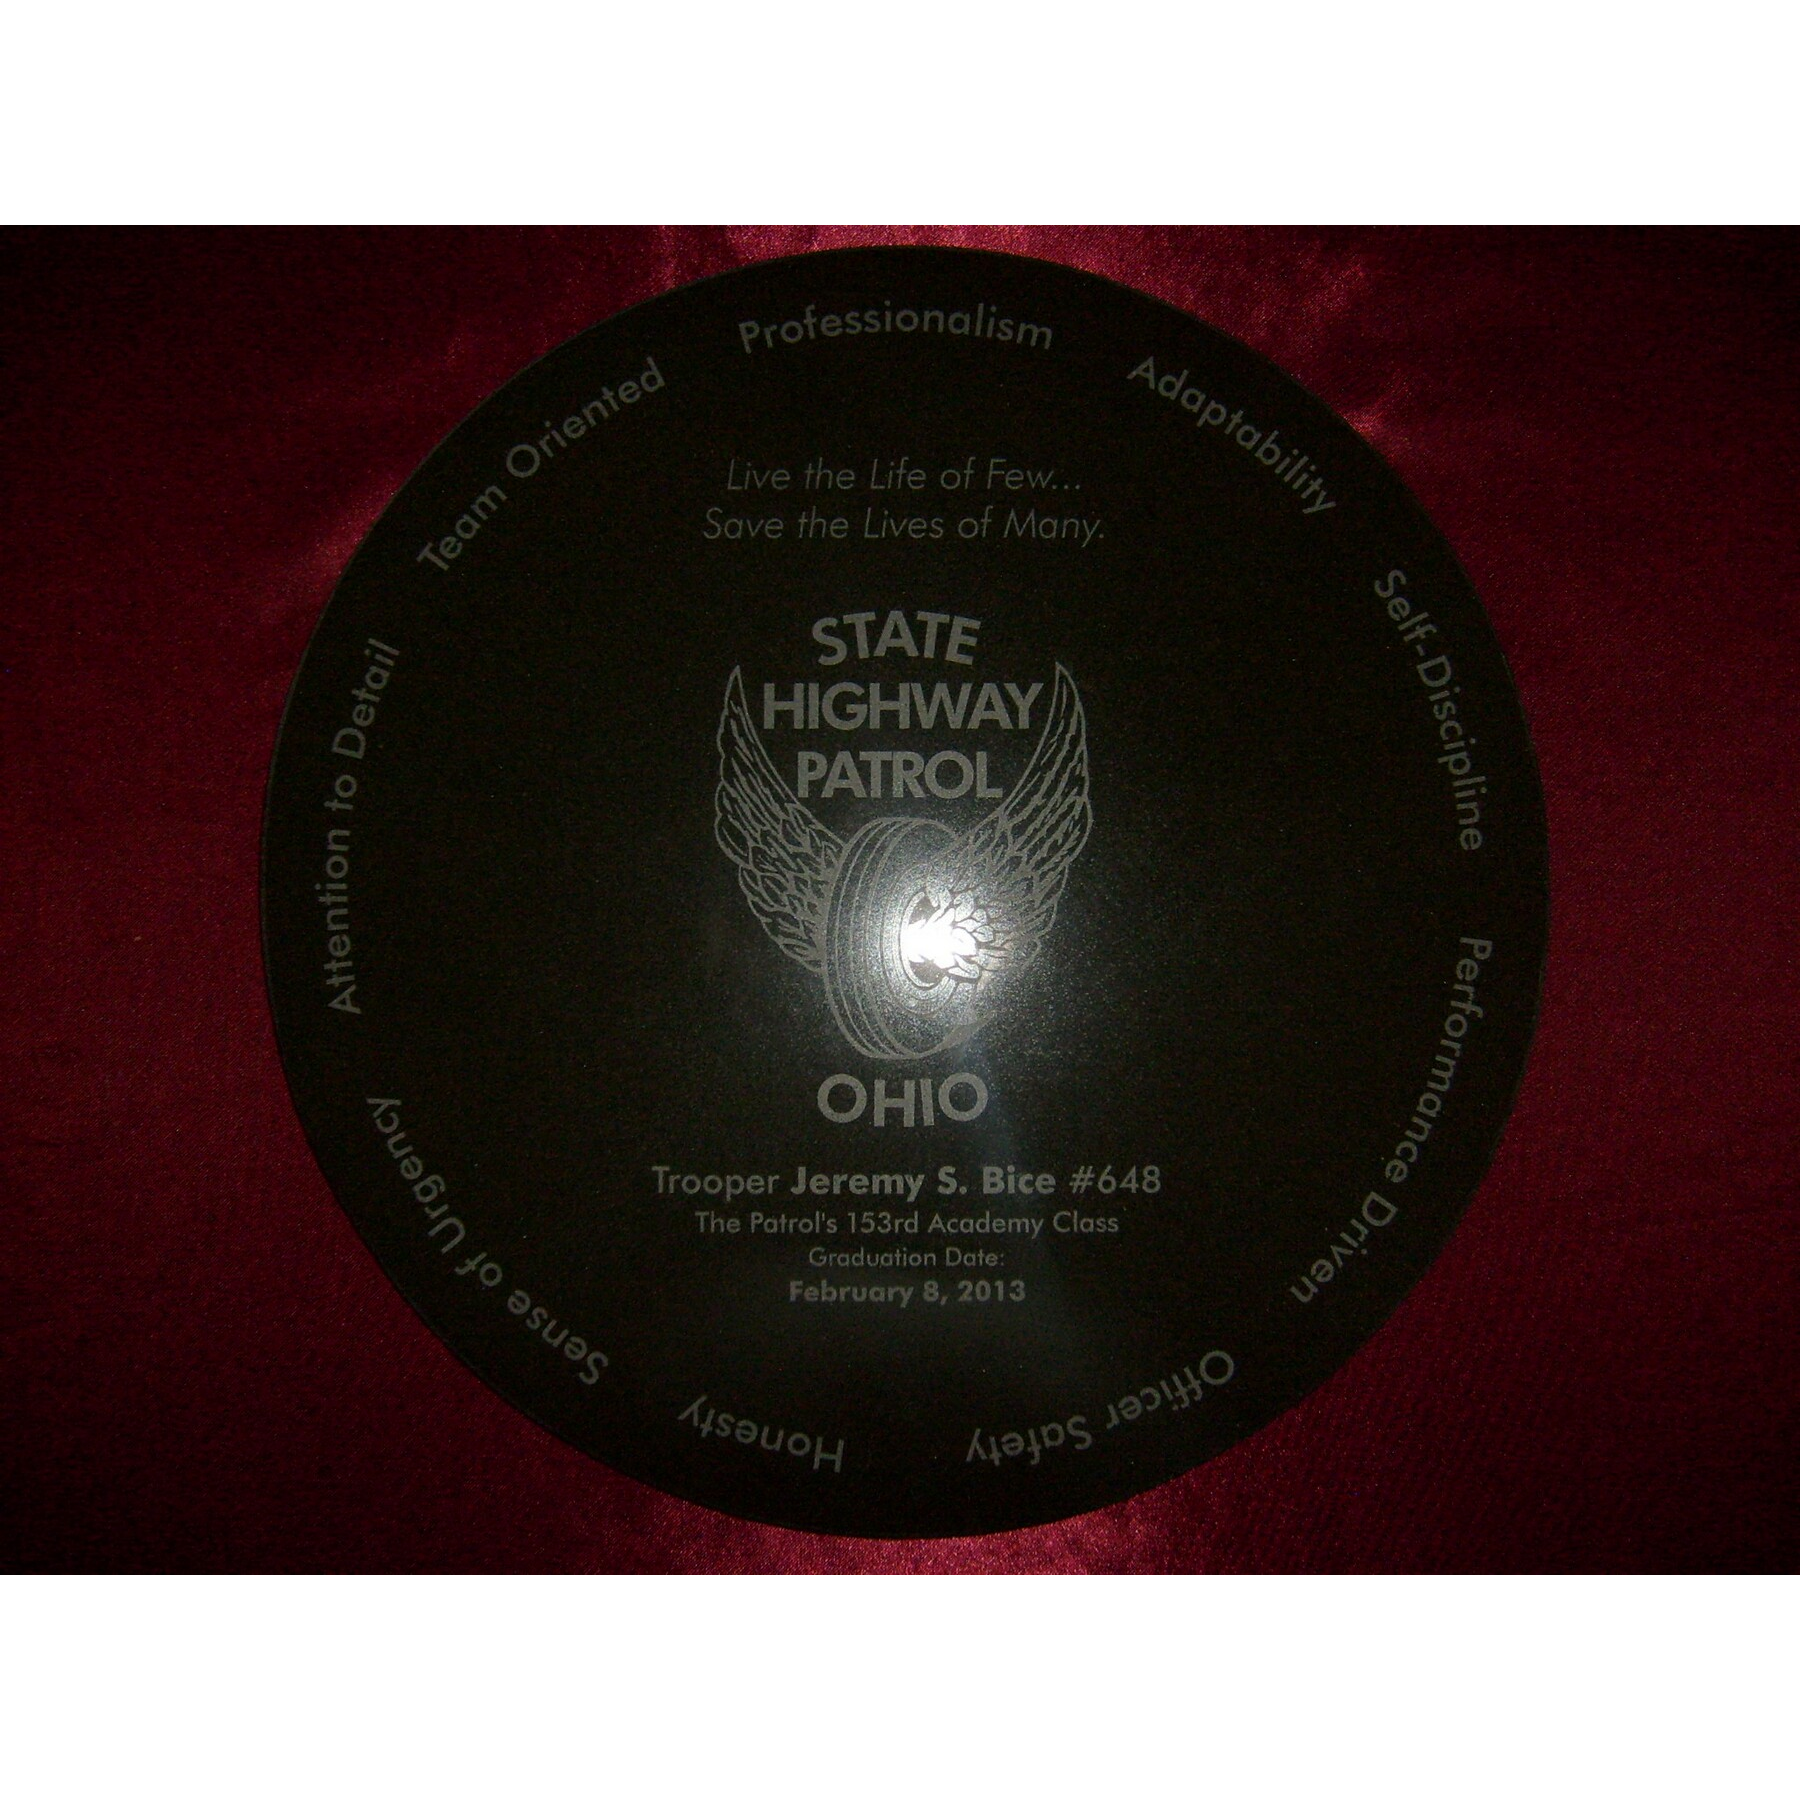 Professionalism
Adaptability
Self-Discipline
Performance Driven
Officer Safety
Honesty
Sense of Urgency
Attention to Detail
Team Oriented
Live the Life of Few...
Save the Lives of Many.
STATE
HIGHWAY
PATROL
OHIO
Trooper Jeremy S. Bice #648
The Patrol's 153rd Academy Class
Graduation Date:
February 8, 2013